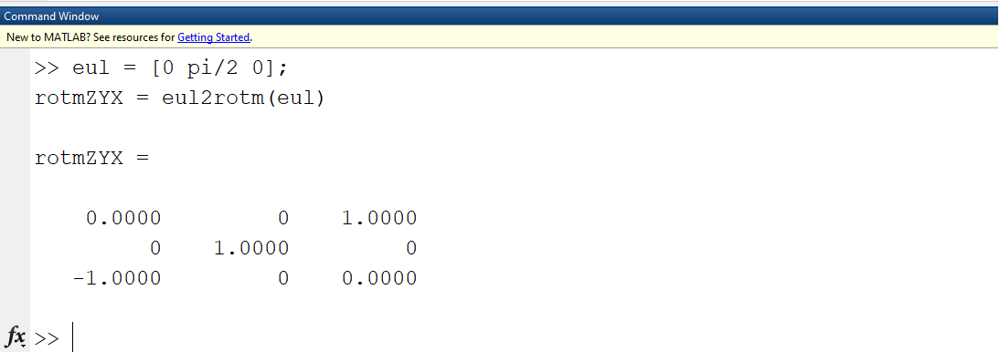 Command Window
New to MATLAB? See resources for Getting Started.
>> eul = [0 pi/2 0];
rotmZYX = eul2rotm(eul)
rotmZYX =
0.0000 0 1.0000
0 1.0000 0
-1.0000 0 0.0000
fx >>